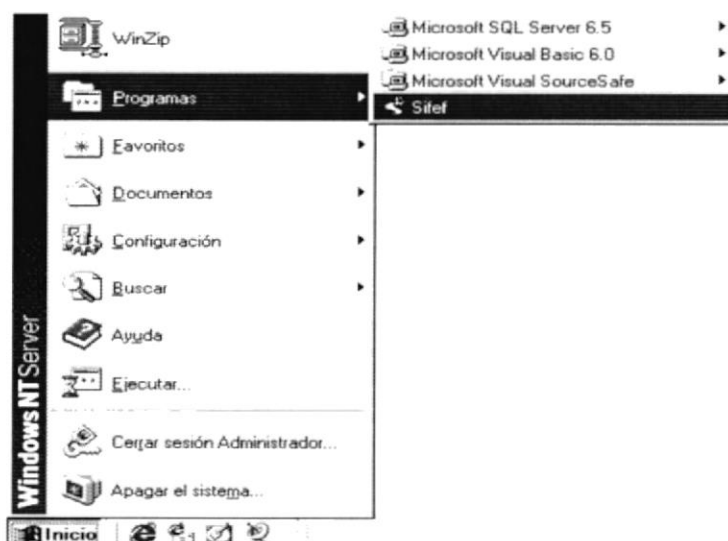 WinZip
Programas
Favoritos
Documentos
Configuración
Buscar
Ayuda
Ejecutar...
Cerrar sesión Administrador...
Apagar el sistema...
Windows NT Server
Inicio
Microsoft SQL Server 6.5
Microsoft Visual Basic 6.0
Microsoft Visual SourceSafe
Sifef